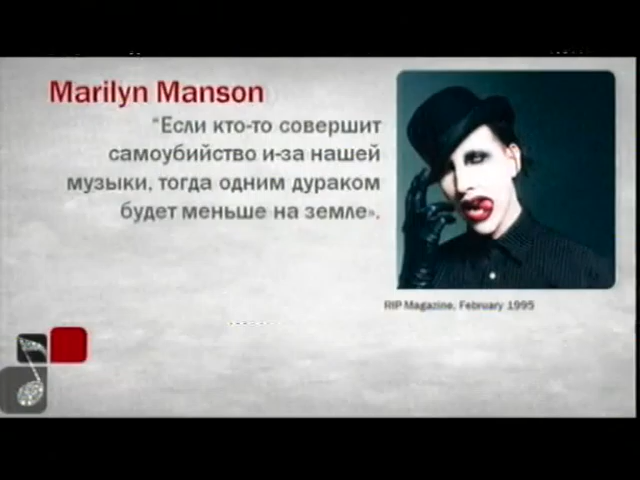 Marilyn Manson
"Если кто-то совершит
самоубийство и-за нашей
музыки, тогда одним дураком
будет меньше на земле».
RIP Magazine, February 1995